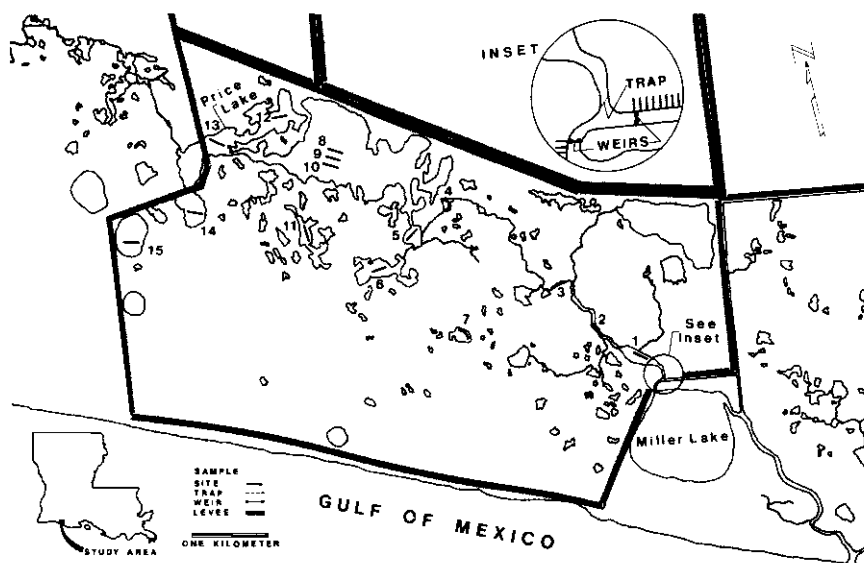 INSET
TRAP
WEIRS
N
Price
Lake
13
12
8
9
10
4
11
5
14
15
6
3
7
2
1
See
Inset
Miller Lake
GULF OF MEXICO
SAMPLE
SITE
TRAP
WEIR
LEVEE
ONE KILOMETER
STUDY AREA